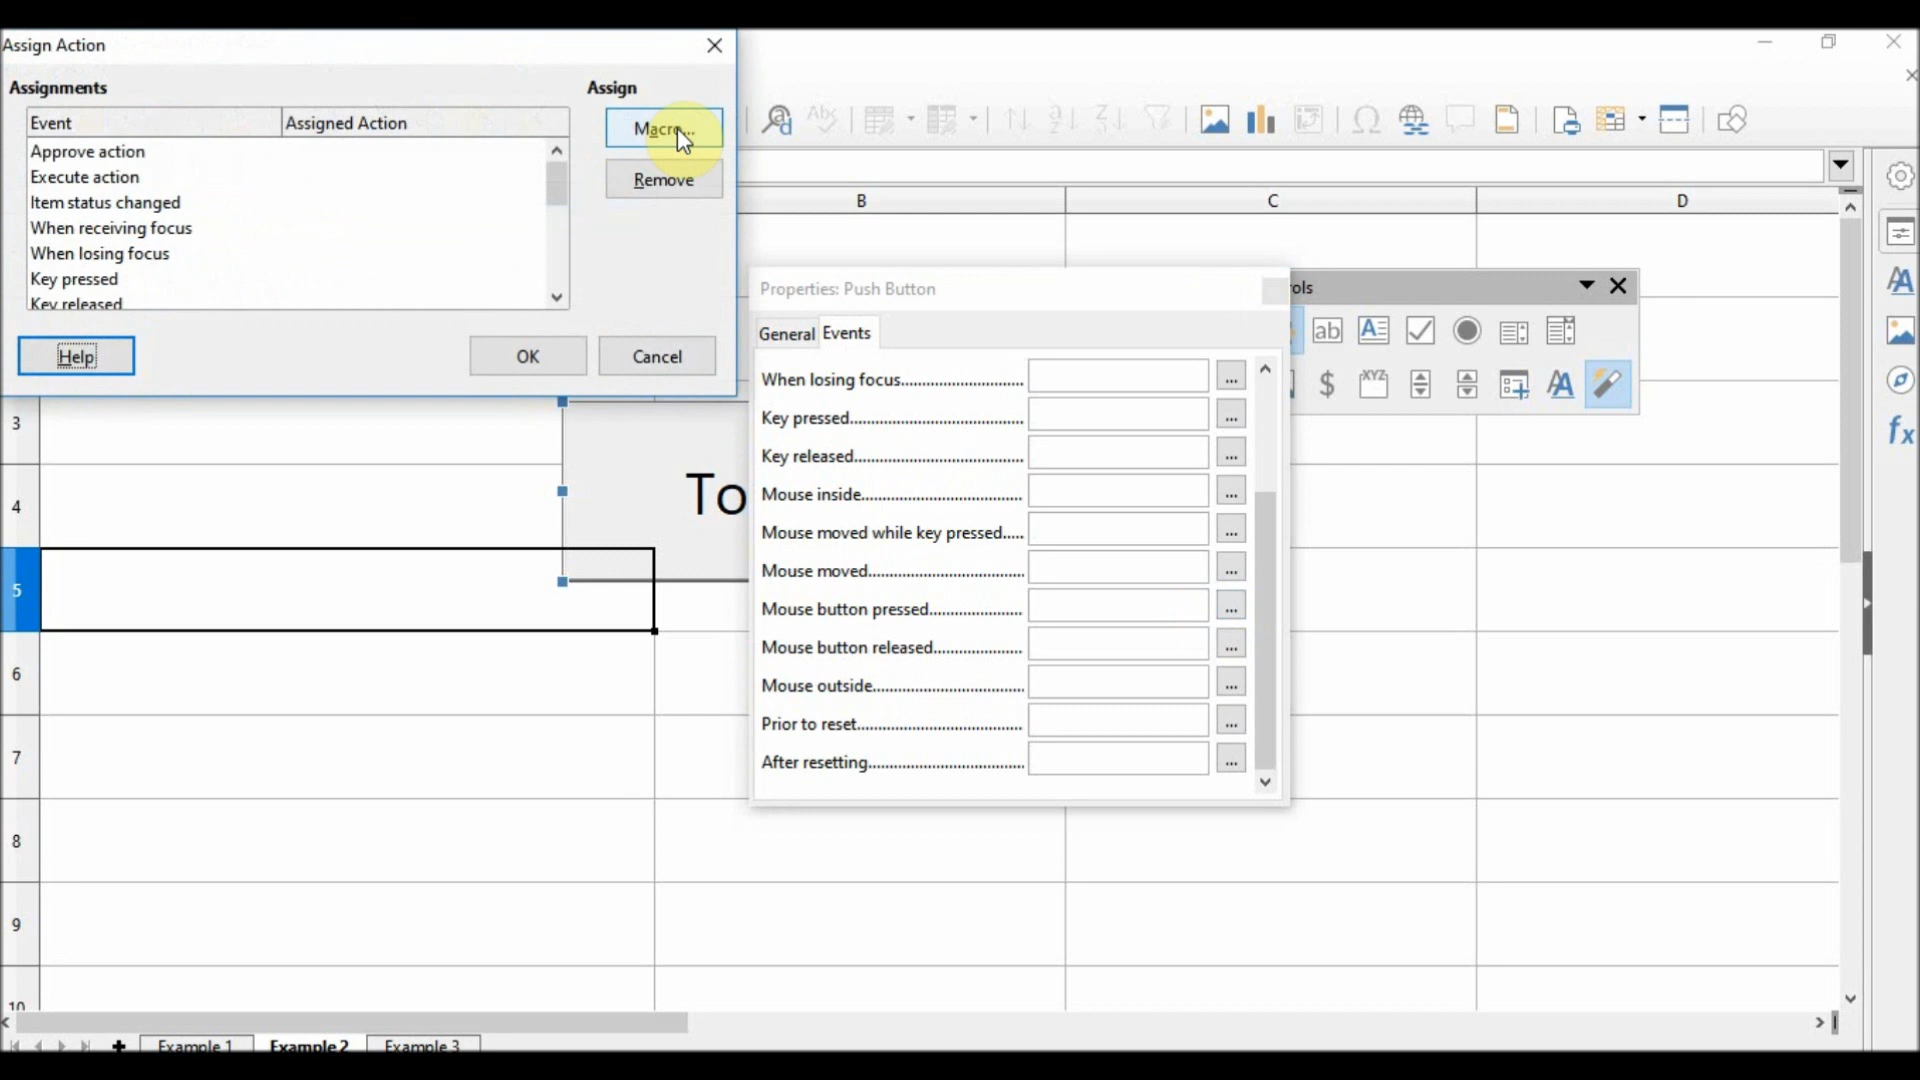 Assign Action
Assignments
Assign
Event
Assigned Action
Macro...
Approve action
Execute action
Remove
Item status changed
When receiving focus
When losing focus
Key pressed
Key released
Help
OK
Cancel
B
C
D
Properties: Push Button
rols
General
Events
When losing focus
...
Key pressed
...
Key released
...
Mouse inside
...
Mouse moved while key pressed
...
Mouse moved
...
Mouse button pressed
...
Mouse button released
...
Mouse outside
...
Prior to reset
...
After resetting
...
ab
A
$
XYZ
A
A
fx
To
3
4
5
6
7
8
9
10
Example 1
Example 2
Example 3